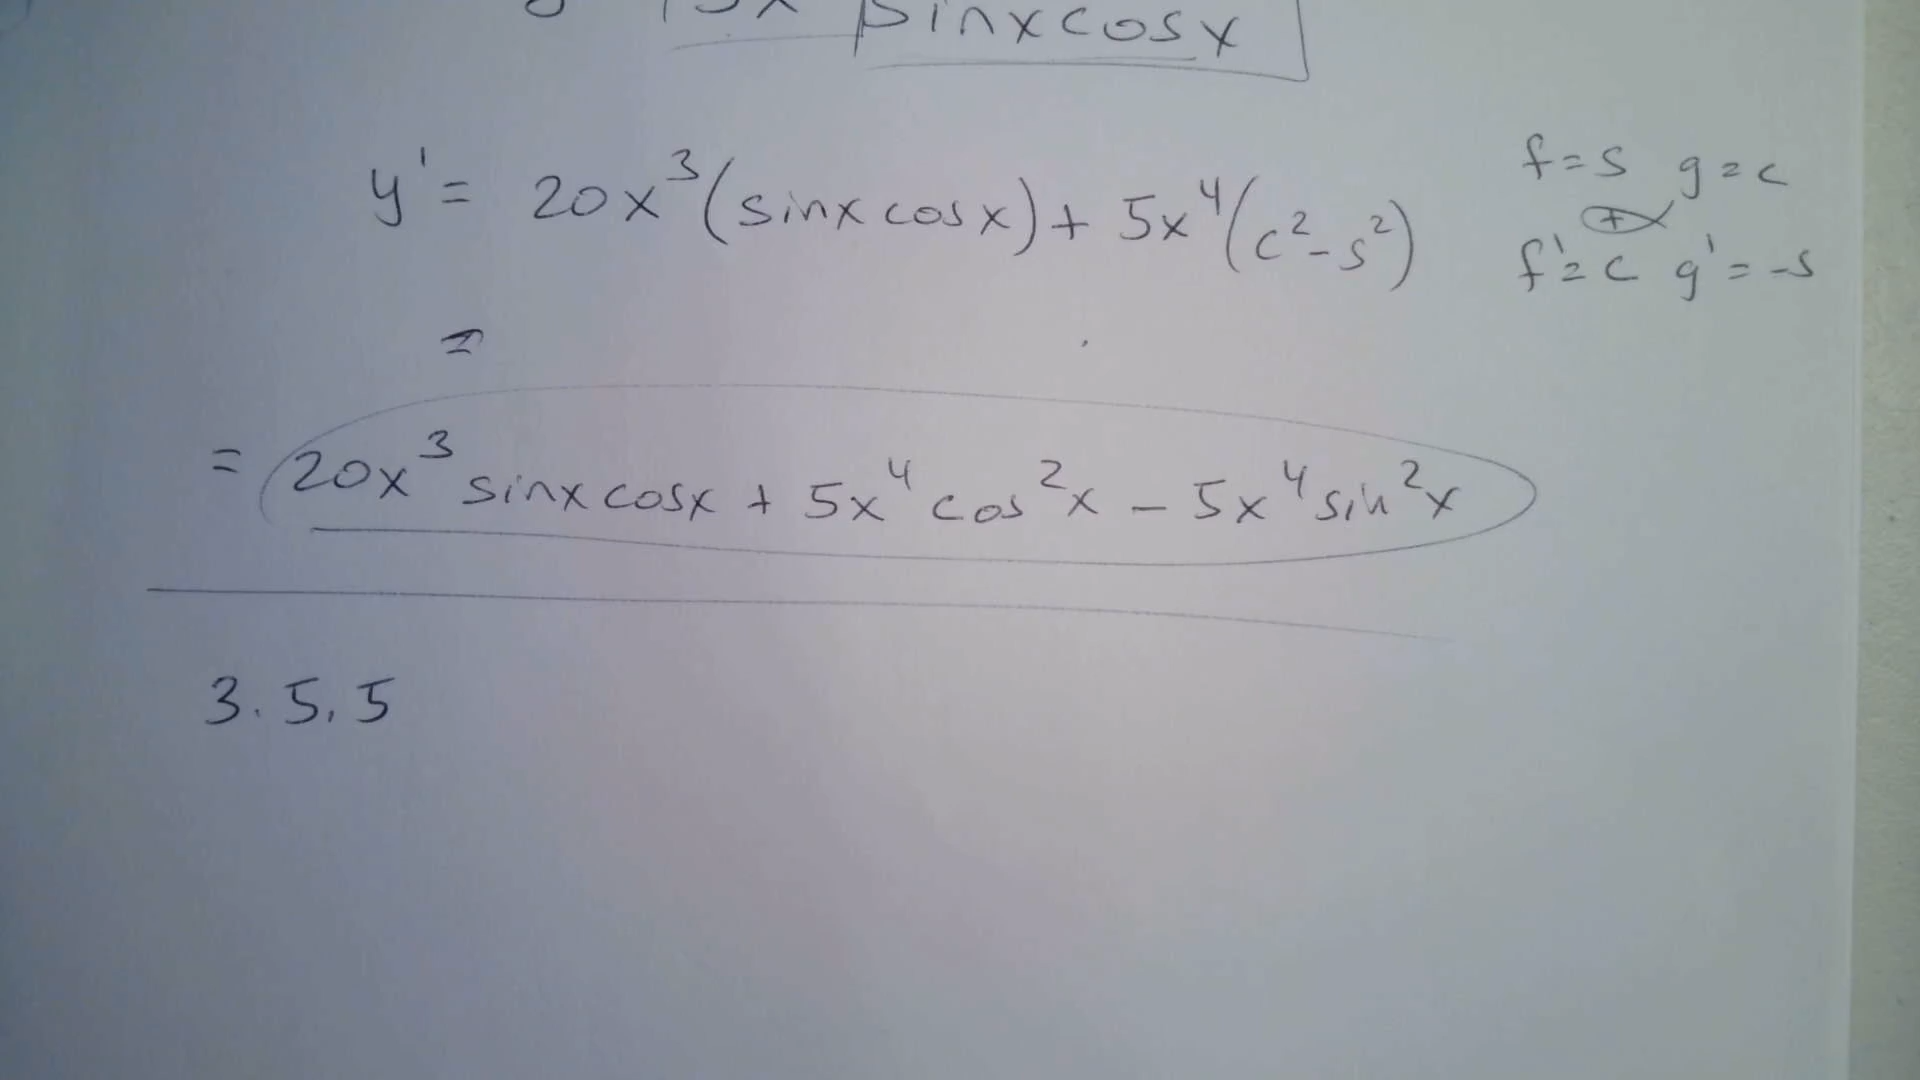 sinxcosx
y' = 20x³(sinx cosx) + 5x⁴(c²-s²)
f=s g=c
+
f'=c g'=-s
=
= 20x³ sinx cosx + 5x⁴ cos²x - 5x⁴ sin²x
3.5.5